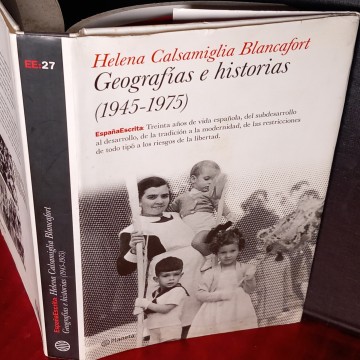 Helena Calsamiglia Blancafort
Geografías e historias
(1945-1975)
EspañaEscrita: Treinta años de vida española, del subdesarrollo
al desarrollo, de la tradición a la modernidad, de las restricciones
de todo tipo a los riesgos de la libertad.
Planeta
EE:27
EspañaEscrita Helena Calsamiglia Blancafort
Geografías e historias (1945-1975)